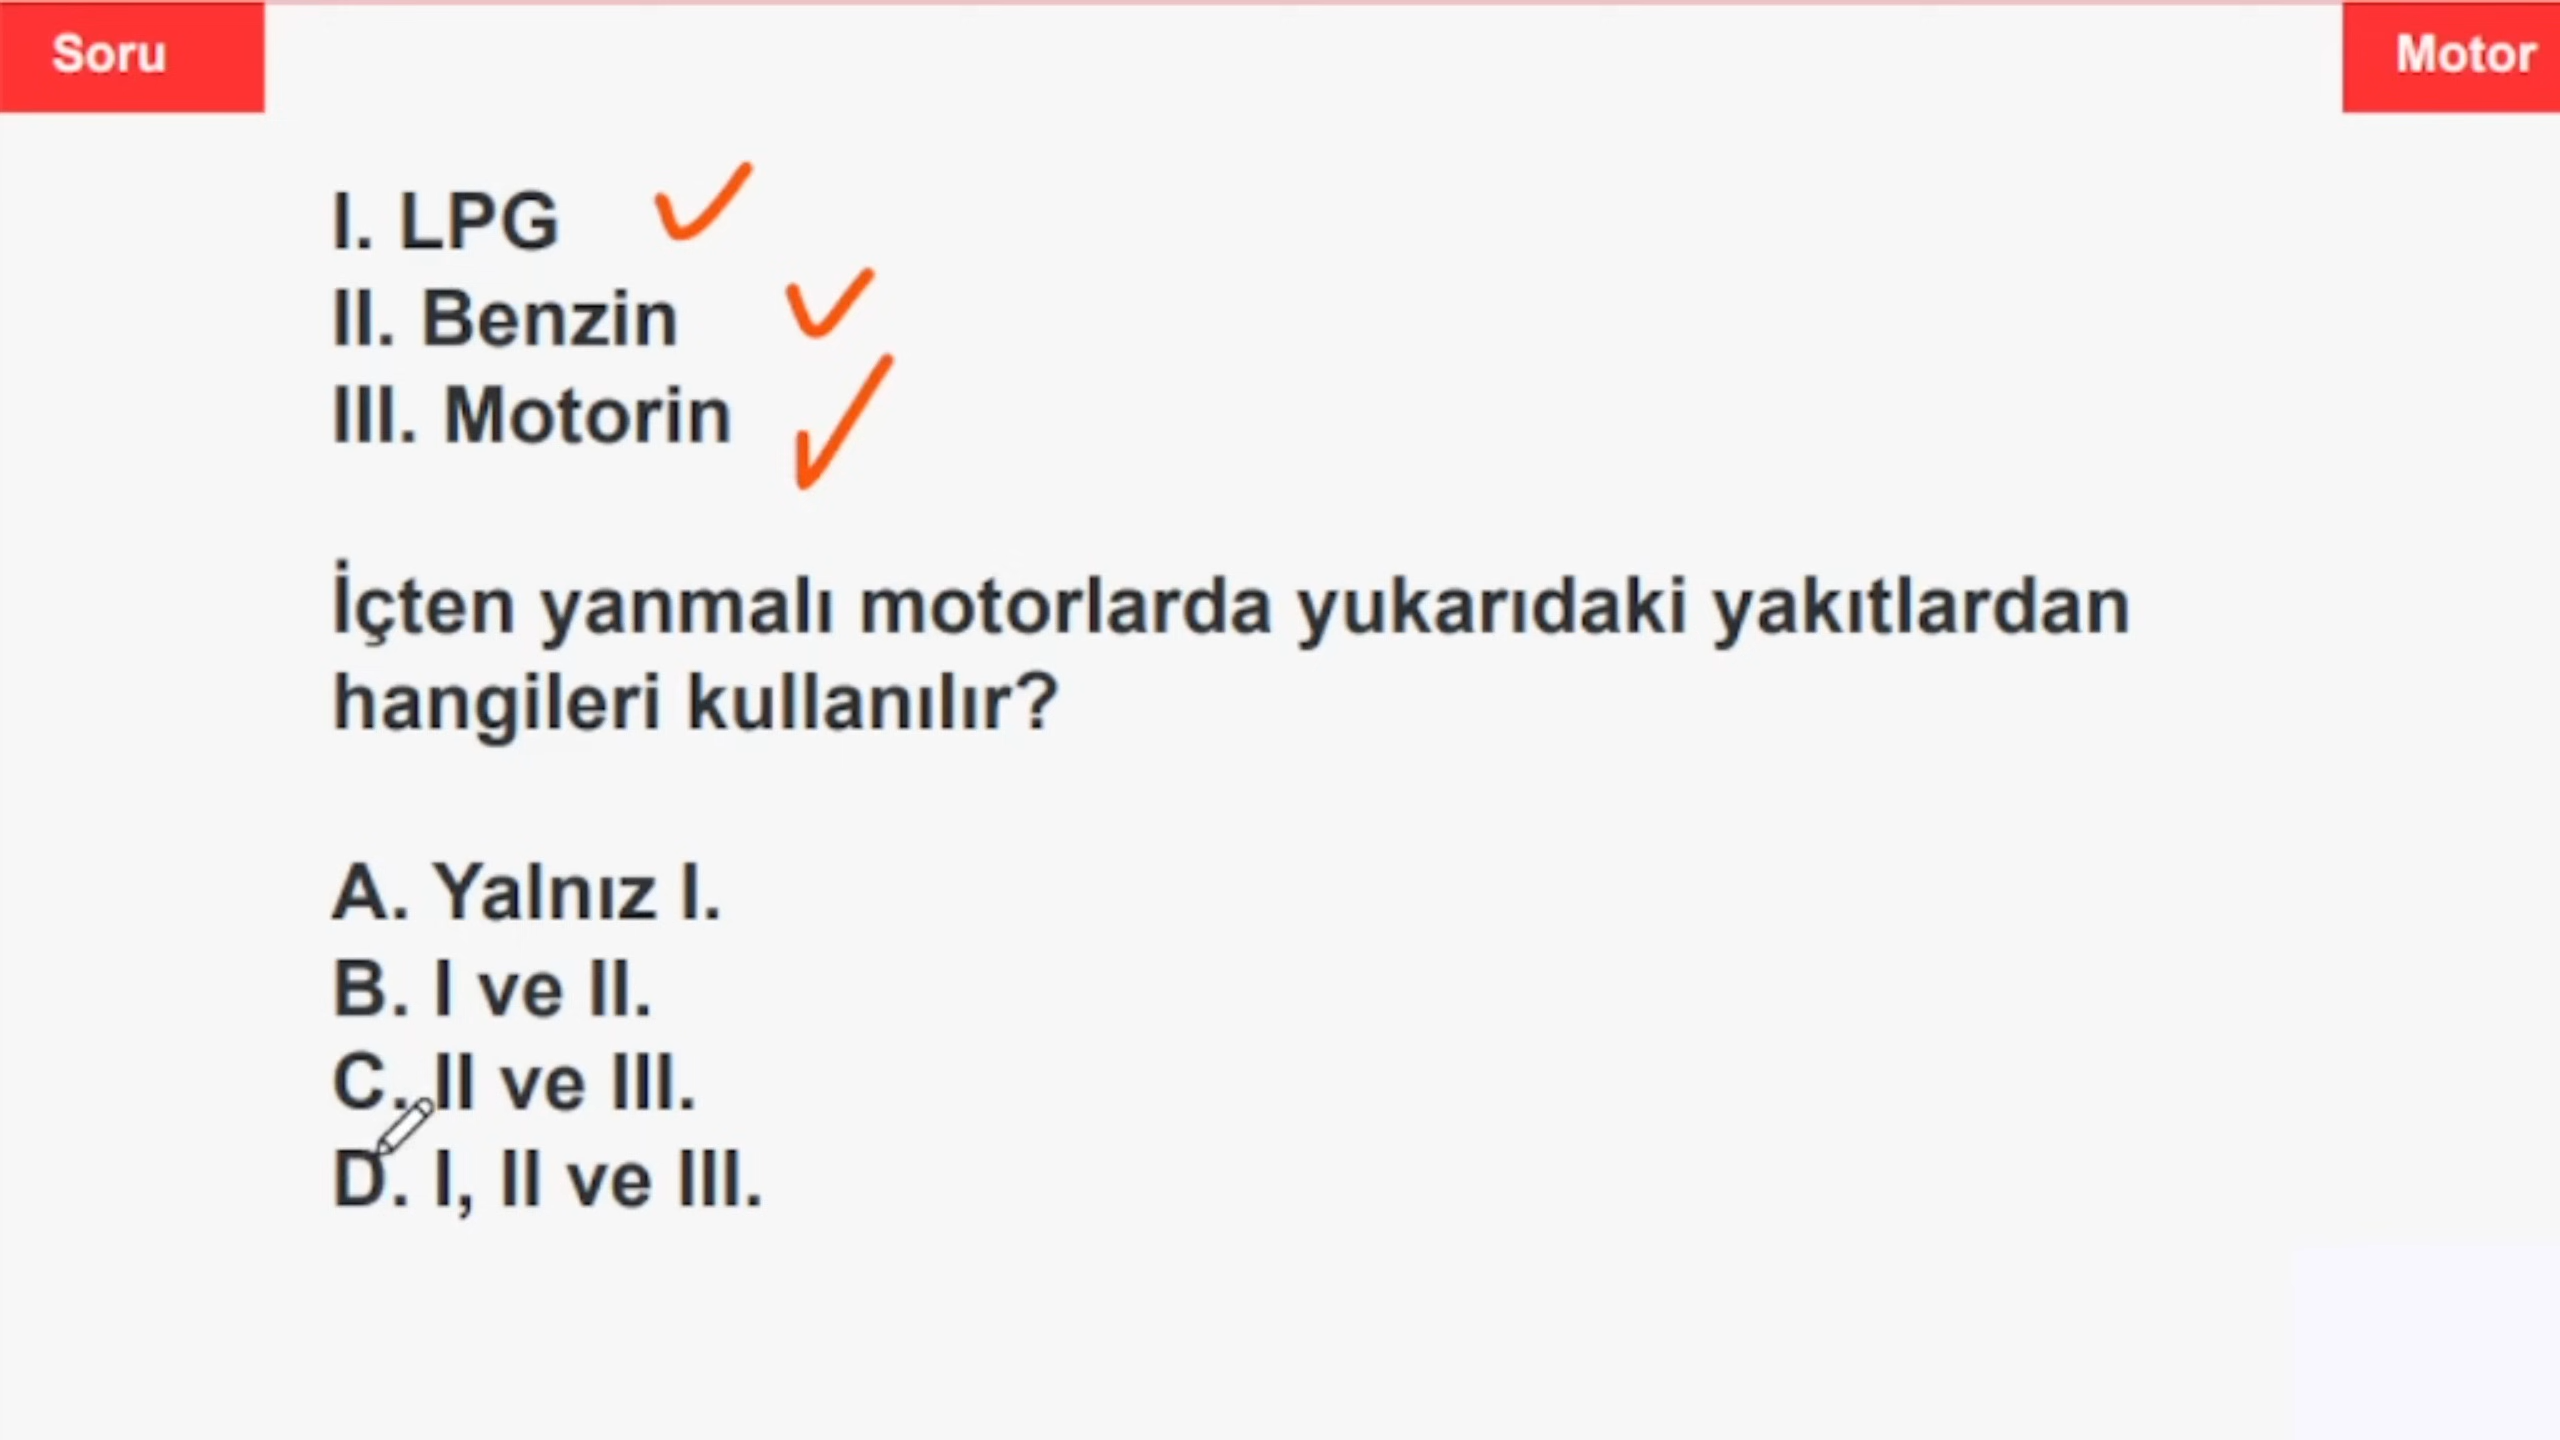 Soru
Motor
I. LPG
II. Benzin
III. Motorin
İçten yanmalı motorlarda yukarıdaki yakıtlardan
hangileri kullanılır?
A. Yalnız I.
B. I ve II.
C. II ve III.
D. I, II ve III.